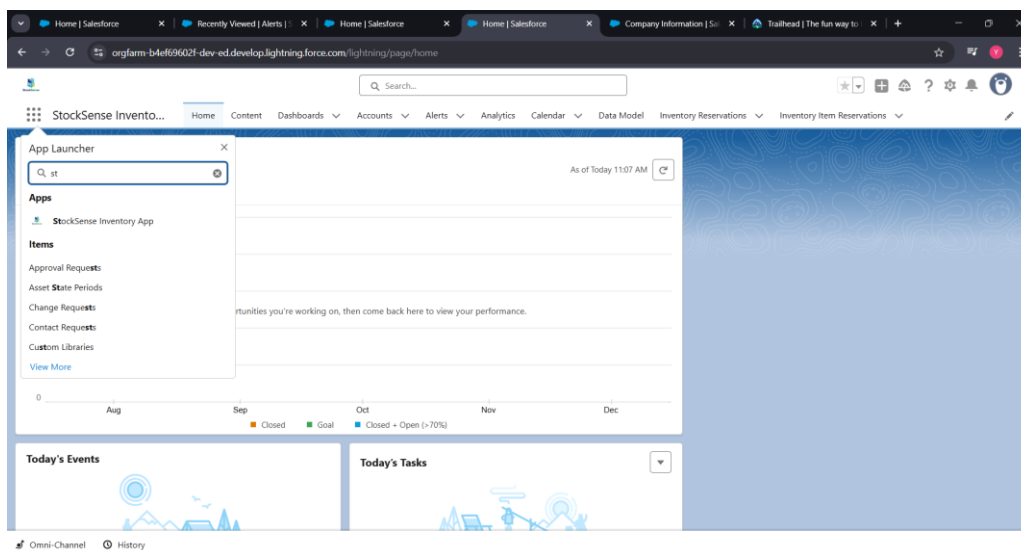 Home | Salesforce
Recently Viewed | Alerts | S
Home | Salesforce
Home | Salesforce
Company Information | Sal
Trailhead | The fun way to l
orgfarm-b4ef69602f-dev-ed.develop.lightning.force.com/lightning/page/home
Search...
StockSense Invento...
Home
Content
Dashboards
Accounts
Alerts
Analytics
Calendar
Data Model
Inventory Reservations
Inventory Item Reservations
App Launcher
st
As of Today 11:07 AM
Apps
StockSense Inventory App
Items
Approval Requests
Asset State Periods
Change Requests
rtunities you're working on, then come back here to view your performance.
Contact Requests
Custom Libraries
View More
0
Aug
Sep
Oct
Nov
Dec
Closed
Goal
Closed + Open (>70%)
Today's Events
Today's Tasks
Omni-Channel
History